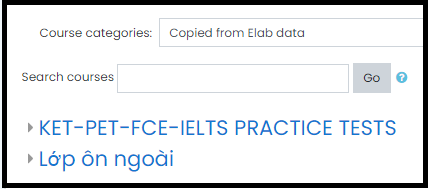 Course categories: Copied from Elab data
Search courses Go ?
KET-PET-FCE-IELTS PRACTICE TESTS
Lớp ôn ngoài